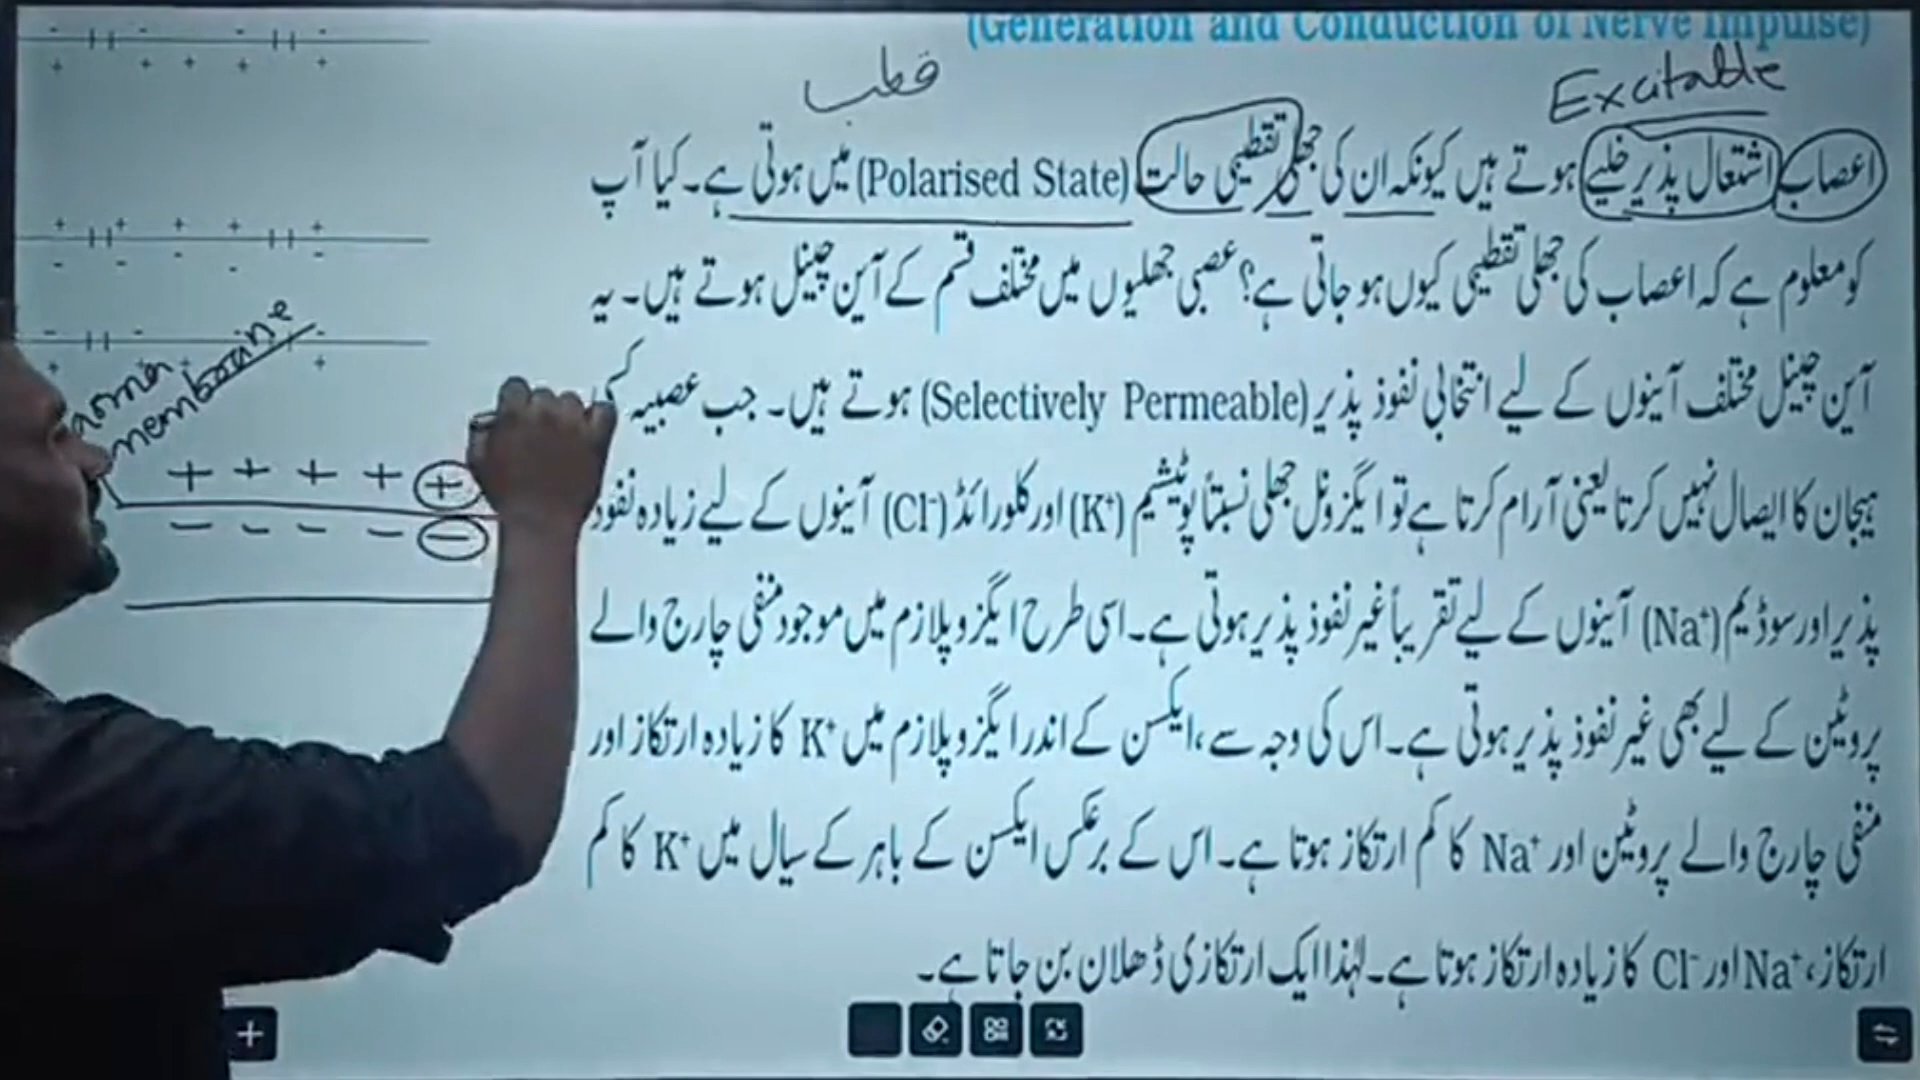 (Generation and Conduction of Nerve Impulse)
قطب
Excitable
اعصاب اشتعال پذیر خلیے ہوتے ہیں کیونکہ ان کی جھلی تقطیبی حالت (Polarised State) میں ہوتی ہے۔ کیا آپ
کو معلوم ہے کہ اعصاب کی جھلی تقطیبی کیوں ہو جاتی ہے؟ عصبی جھلیوں میں مختلف قسم کے آین چینل ہوتے ہیں۔ یہ
آین چینل مختلف آینوں کے لیے انتخابی نفوذ پذیر (Selectively Permeable) ہوتے ہیں۔ جب عصبیہ کسی
ہیجان کا ایصال نہیں کرتا یعنی آرام کرتا ہے تو ایگزونل جھلی نسبتاً پوٹیشیم (K⁺) اور کلورائڈ (Cl⁻) آینوں کے لیے زیادہ نفوذ
پذیر اور سوڈیم (Na⁺) آینوں کے لیے تقریباً غیر نفوذ پذیر ہوتی ہے۔ اسی طرح ایگزوپلازم میں موجود منفی چارج والے
پروٹین کے لیے بھی غیر نفوذ پذیر ہوتی ہے۔ اس کی وجہ سے، ایکسن کے اندر ایگزوپلازم میں K⁺ کا زیادہ ارتکاز اور
منفی چارج والے پروٹین اور Na⁺ کا کم ارتکاز ہوتا ہے۔ اس کے برعکس ایکسن کے باہر کے سیال میں K⁺ کا کم
ارتکاز، Na⁺ اور Cl⁻ کا زیادہ ارتکاز ہوتا ہے۔ لہٰذا ایک ارتکازی ڈھلان بن جاتا ہے۔
membraine
+ + + + +
− − − − −